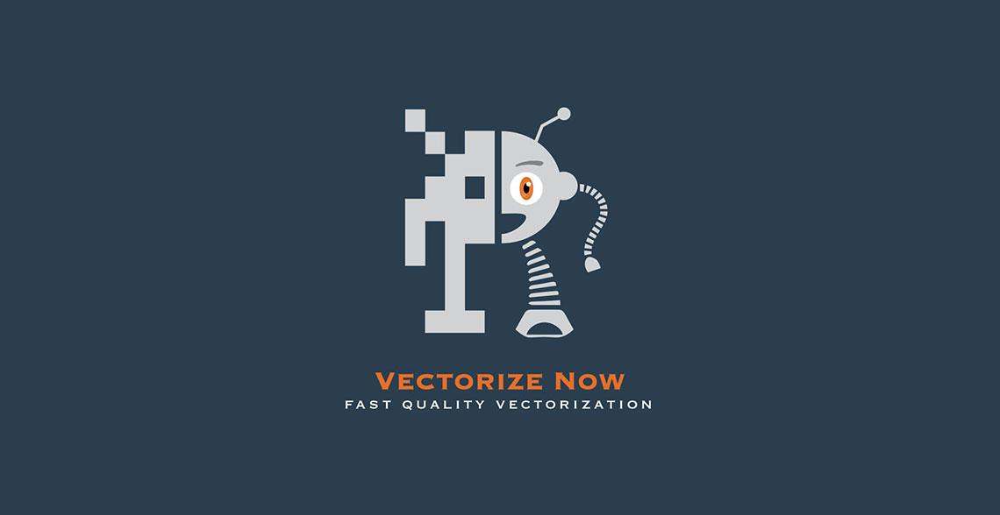 Vectorize Now
FAST QUALITY VECTORIZATION